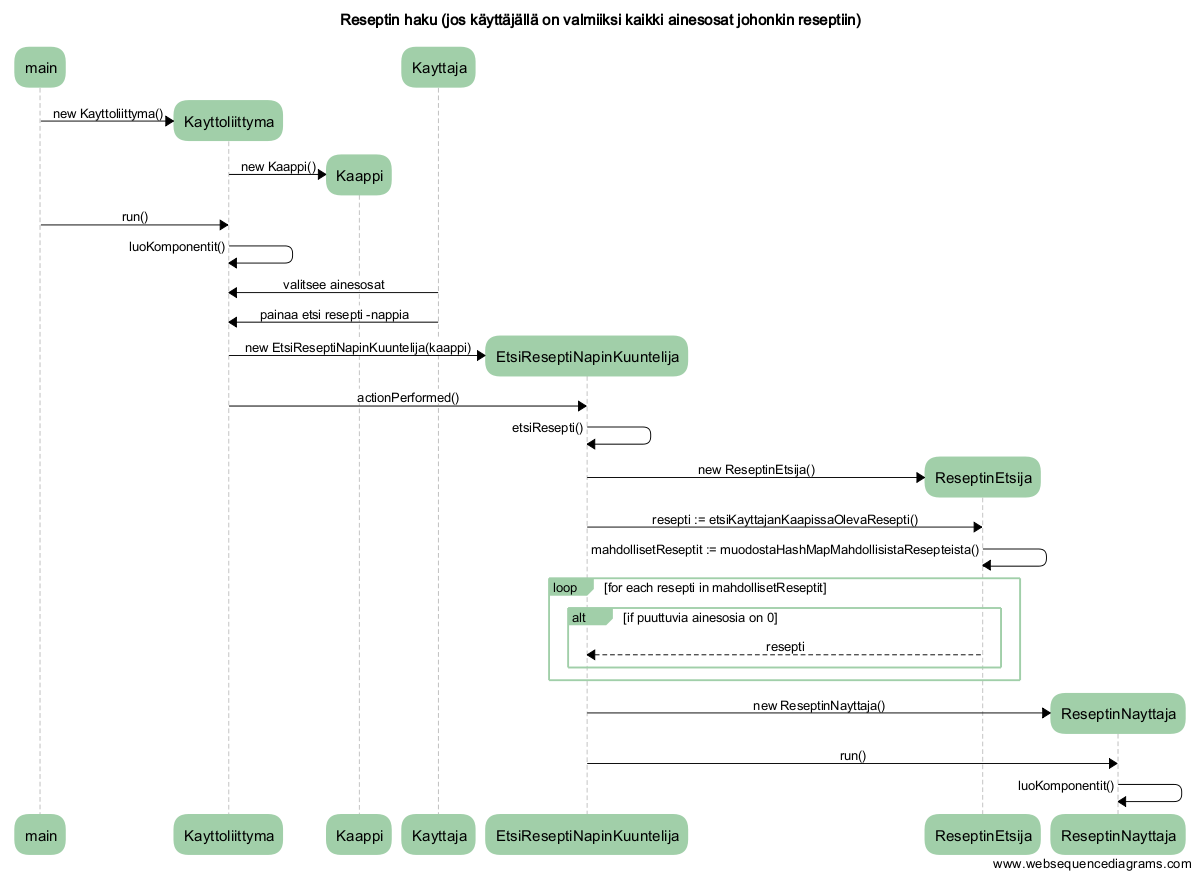 Reseptin haku (jos käyttäjällä on valmiiksi kaikki ainesosat johonkin reseptiin)
main
Kayttaja
new Kayttoliittyma()
Kayttoliittyma
new Kaappi()
Kaappi
run()
luoKomponentit()
valitsee ainesosat
painaa etsi resepti -nappia
new EtsiReseptiNapinKuuntelija(kaappi)
EtsiReseptiNapinKuuntelija
actionPerformed()
etsiResepti()
new ReseptinEtsija()
ReseptinEtsija
resepti := etsiKayttajanKaapissaOlevaResepti()
mahdollisetReseptit := muodostaHashMapMahdollisistaResepteista()
loop [for each resepti in mahdollisetReseptit]
alt [if puuttuvia ainesosia on 0]
resepti
new ReseptinNayttaja()
ReseptinNayttaja
run()
luoKomponentit()
main Kayttoliittyma Kaappi Kayttaja EtsiReseptiNapinKuuntelija ReseptinEtsija ReseptinNayttaja
www.websequencediagrams.com